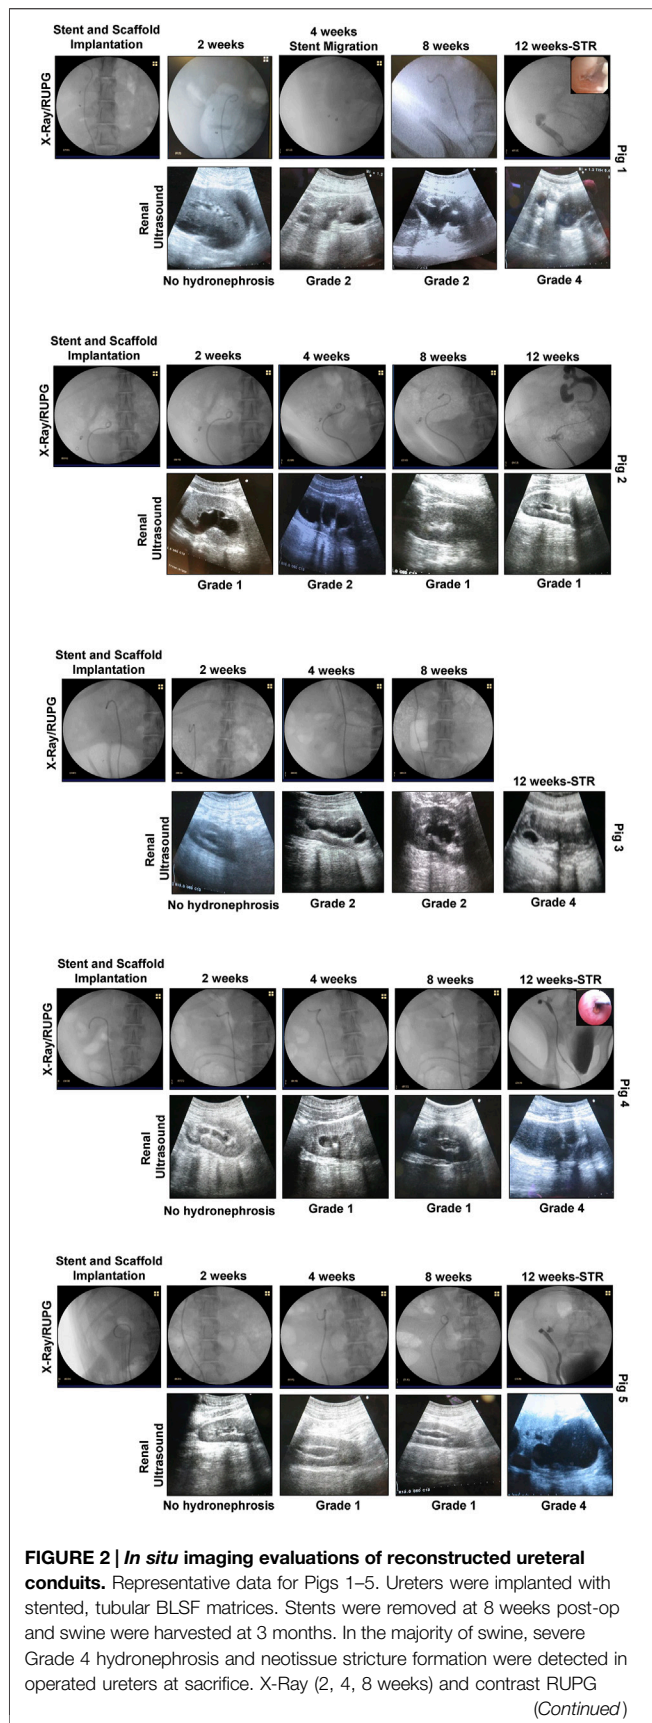 Stent and Scaffold
Implantation
2 weeks
4 weeks
Stent Migration
8 weeks
12 weeks-STR
X-Ray/RUPG
Pig 1
Renal
Ultrasound
No hydronephrosis
Grade 2
Grade 2
Grade 4
Stent and Scaffold
Implantation
2 weeks
4 weeks
8 weeks
12 weeks
X-Ray/RUPG
Pig 2
Renal
Ultrasound
Grade 1
Grade 2
Grade 1
Grade 1
Stent and Scaffold
Implantation
2 weeks
4 weeks
8 weeks
X-Ray/RUPG
12 weeks-STR
Pig 3
Renal
Ultrasound
No hydronephrosis
Grade 2
Grade 2
Grade 4
Stent and Scaffold
Implantation
2 weeks
4 weeks
8 weeks
12 weeks-STR
X-Ray/RUPG
Pig 4
Renal
Ultrasound
No hydronephrosis
Grade 1
Grade 1
Grade 4
Stent and Scaffold
Implantation
2 weeks
4 weeks
8 weeks
12 weeks-STR
X-Ray/RUPG
Pig 5
Renal
Ultrasound
No hydronephrosis
Grade 1
Grade 1
Grade 4
FIGURE 2 | In situ imaging evaluations of reconstructed ureteral
conduits. Representative data for Pigs 1–5. Ureters were implanted with
stented, tubular BLSF matrices. Stents were removed at 8 weeks post-op
and swine were harvested at 3 months. In the majority of swine, severe
Grade 4 hydronephrosis and neotissue stricture formation were detected in
operated ureters at sacrifice. X-Ray (2, 4, 8 weeks) and contrast RUPG
(Continued)